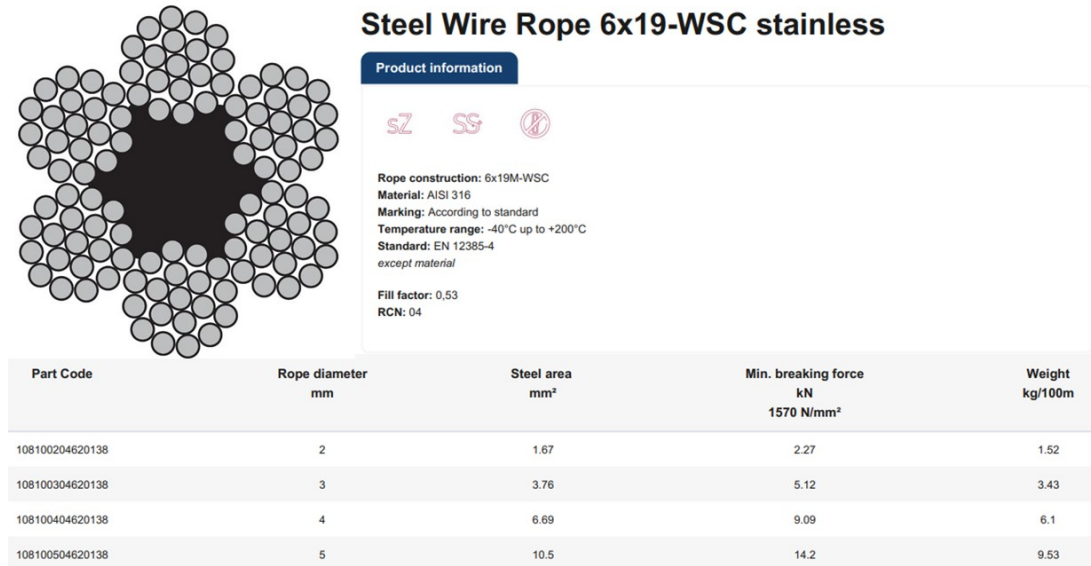 Steel Wire Rope 6x19-WSC stainless
Product information
sZ SS
Rope construction: 6x19M-WSC
Material: AISI 316
Marking: According to standard
Temperature range: -40°C up to +200°C
Standard: EN 12385-4
except material
Fill factor: 0,53
RCN: 04
Part Code Rope diameter Steel area Min. breaking force Weight
mm mm² kN kg/100m
1570 N/mm²
108100204620138 2 1.67 2.27 1.52
108100304620138 3 3.76 5.12 3.43
108100404620138 4 6.69 9.09 6.1
108100504620138 5 10.5 14.2 9.53